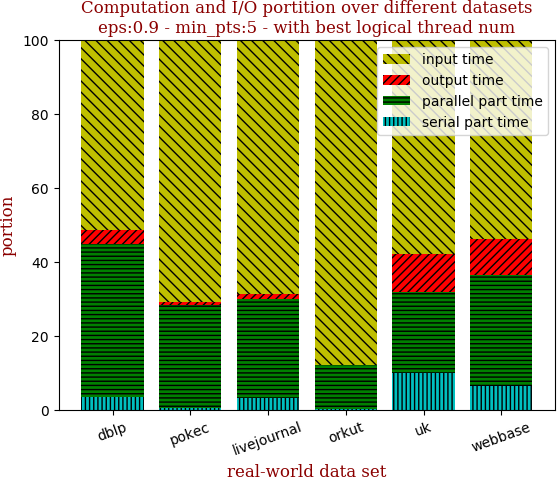 Computation and I/O portition over different datasets
eps:0.9 - min_pts:5 - with best logical thread num
100
80
60
40
20
0
portion
input time
output time
parallel part time
serial part time
dblp
pokec
livejournal
orkut
uk
webbase
real-world data set